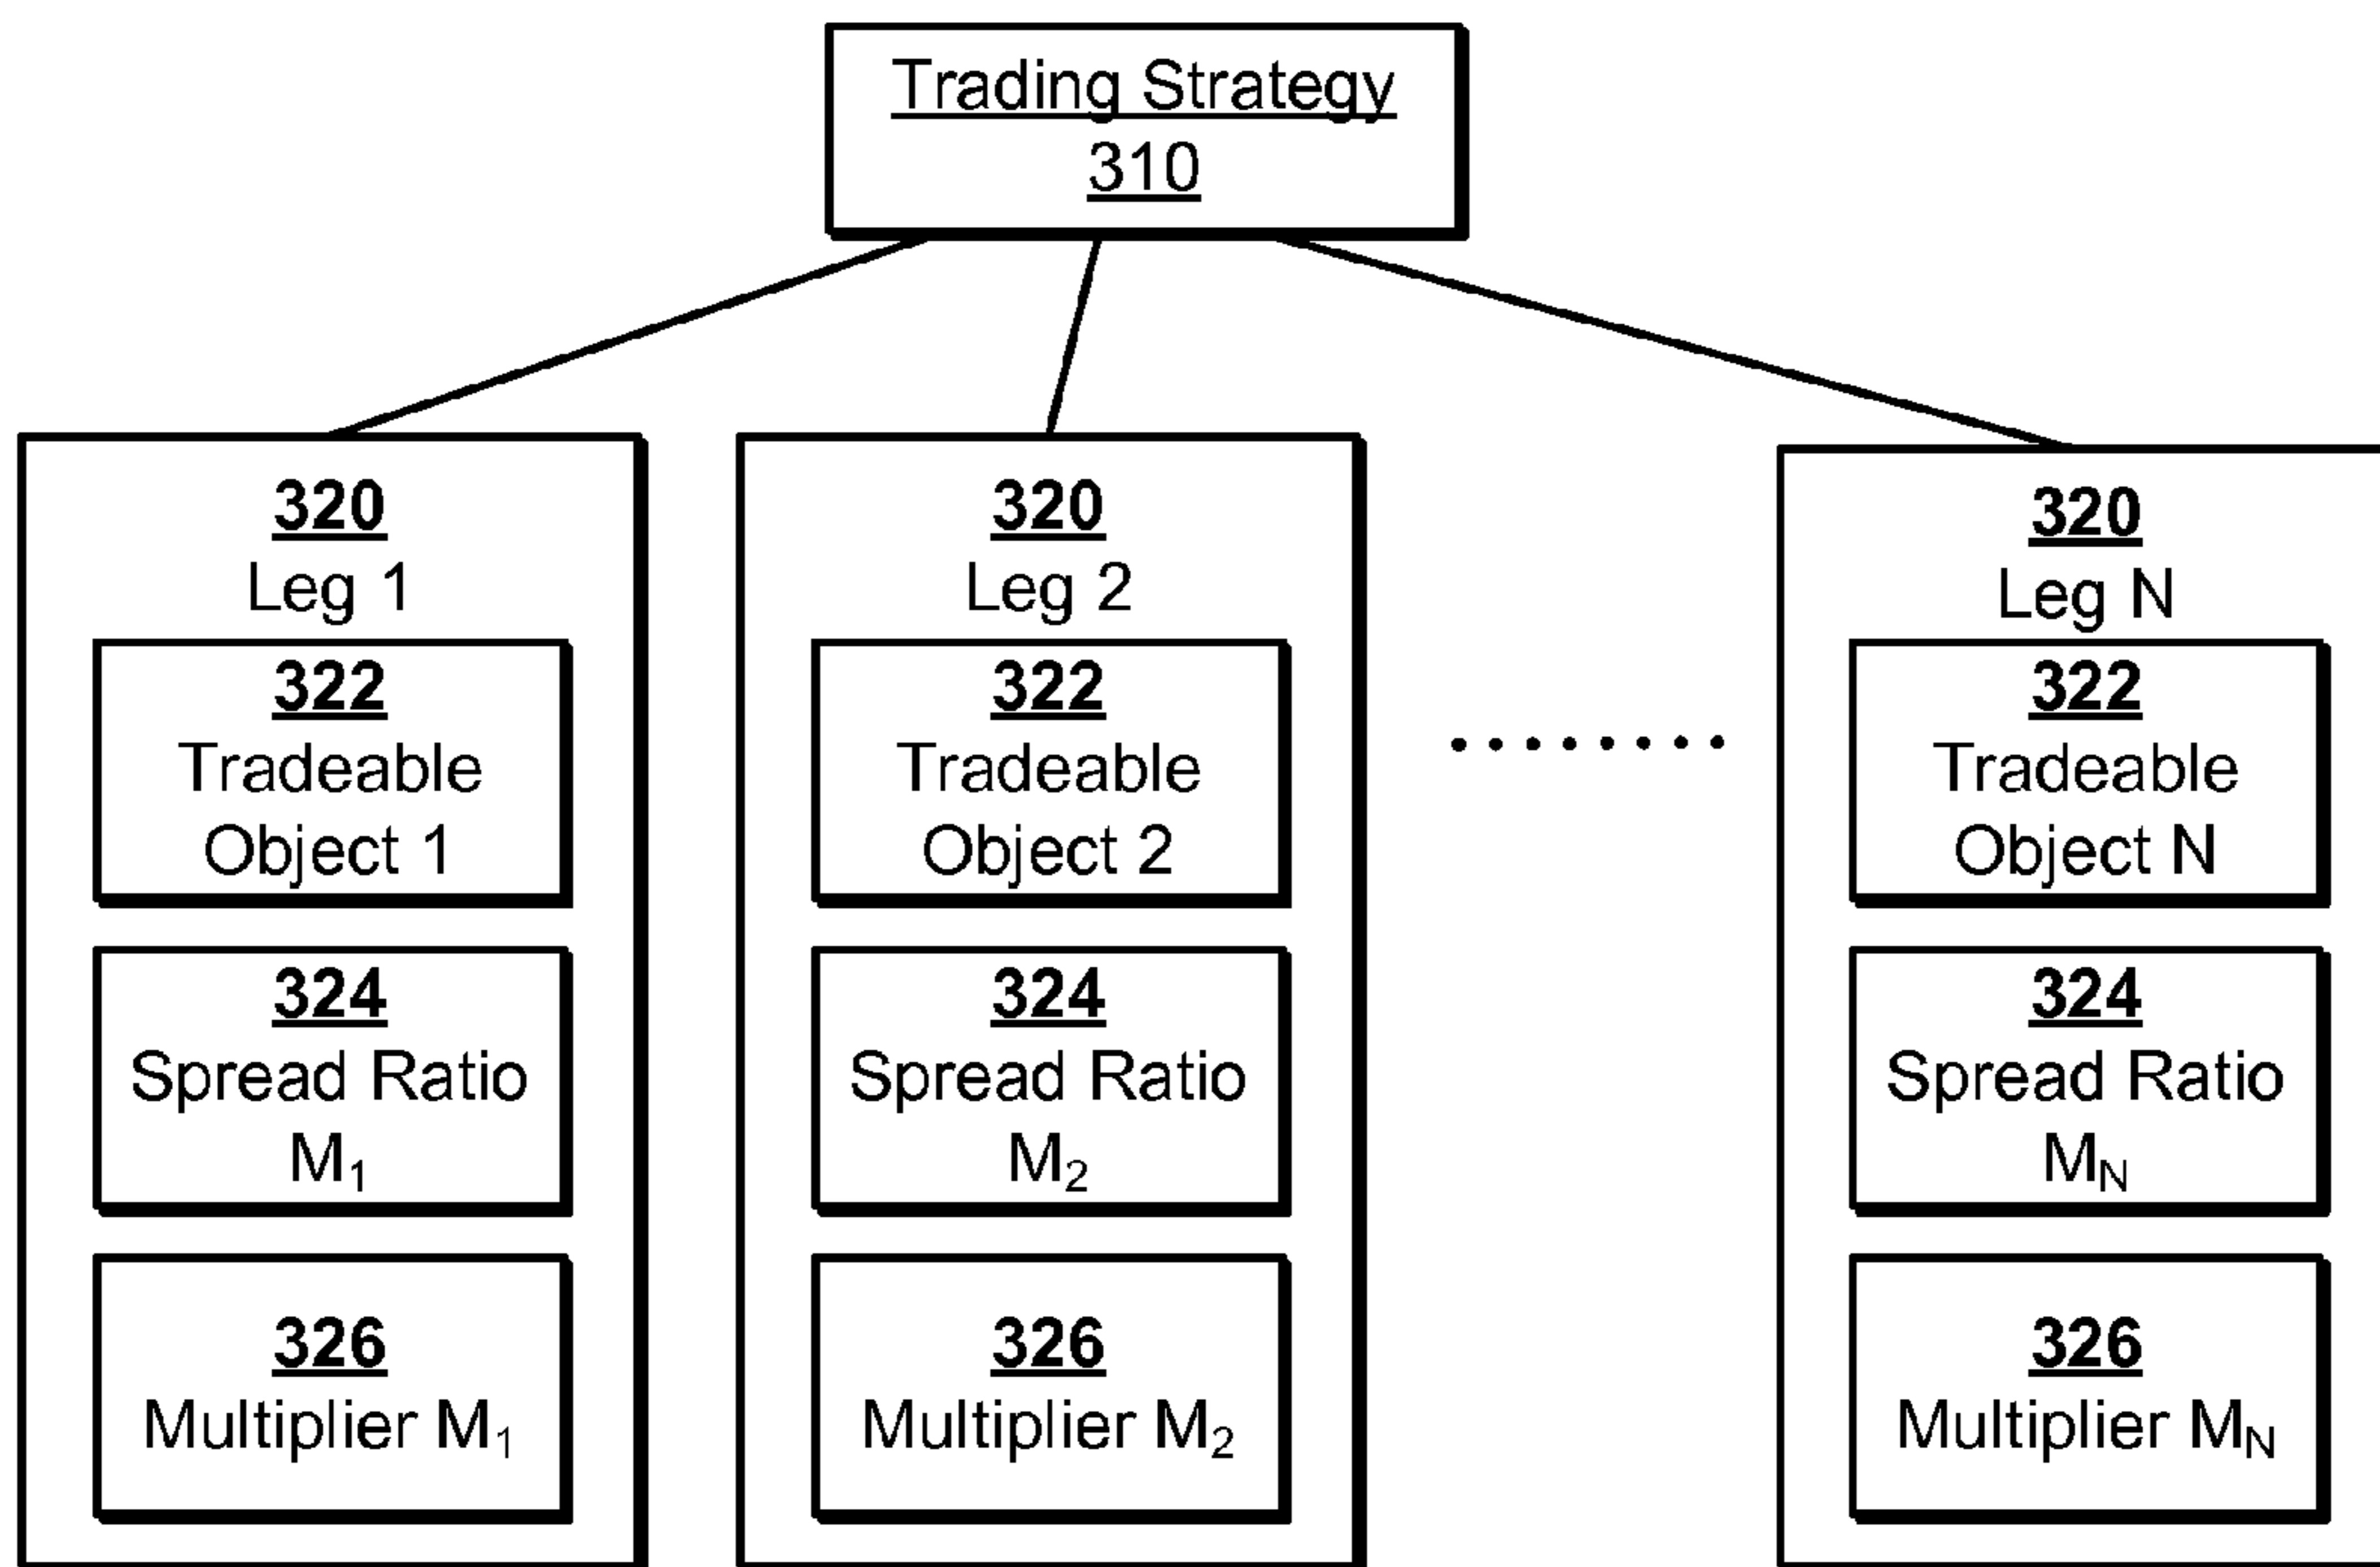 Trading Strategy
310
320
Leg 1
322
Tradeable
Object 1
324
Spread Ratio
M₁
326
Multiplier M₁
320
Leg 2
322
Tradeable
Object 2
324
Spread Ratio
M₂
326
Multiplier M₂
320
Leg N
322
Tradeable
Object N
324
Spread Ratio
M_N
326
Multiplier M_N